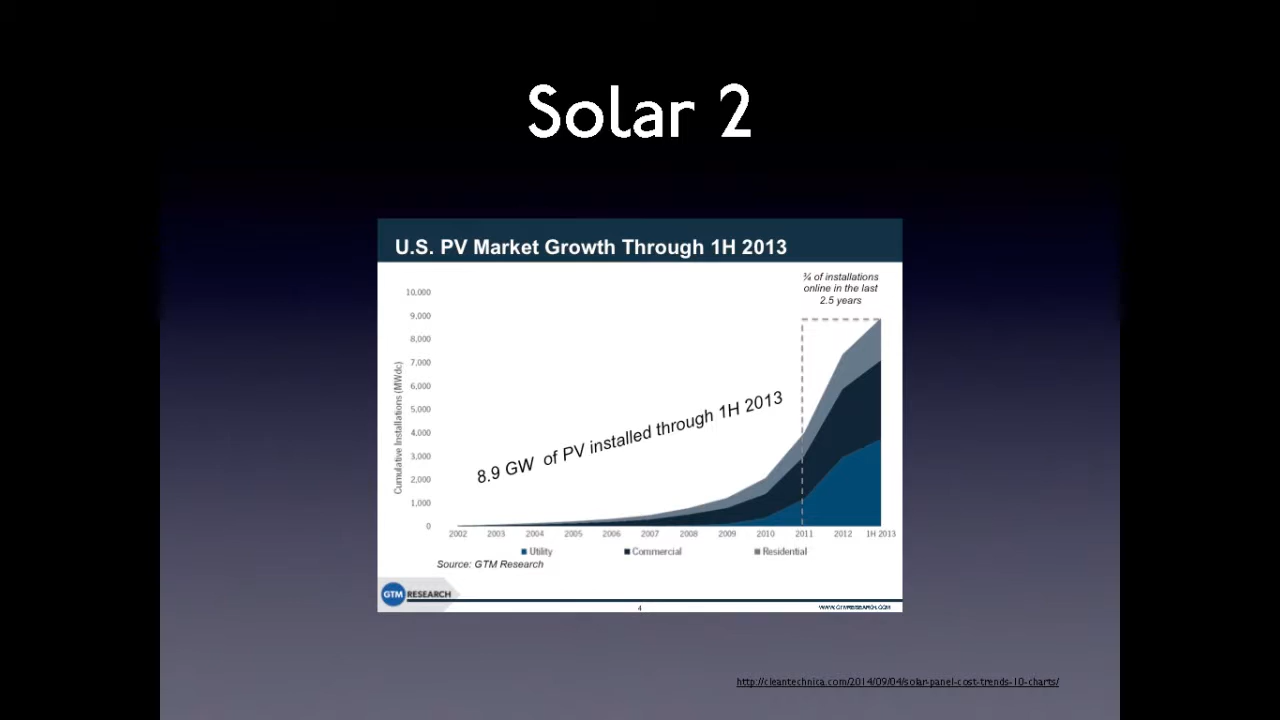 Solar 2
U.S. PV Market Growth Through 1H 2013
¾ of installations
online in the last
2.5 years
10,000
9,000
8,000
7,000
6,000
5,000
4,000
3,000
2,000
1,000
0
Cumulative Installations (MWdc)
8.9 GW of PV installed through 1H 2013
2002 2003 2004 2005 2006 2007 2008 2009 2010 2011 2012 1H 2013
Utility Commercial Residential
Source: GTM Research
GTM RESEARCH
4
WWW.GTMRESEARCH.COM
http://cleantechnica.com/2014/09/04/solar-panel-cost-trends-10-charts/